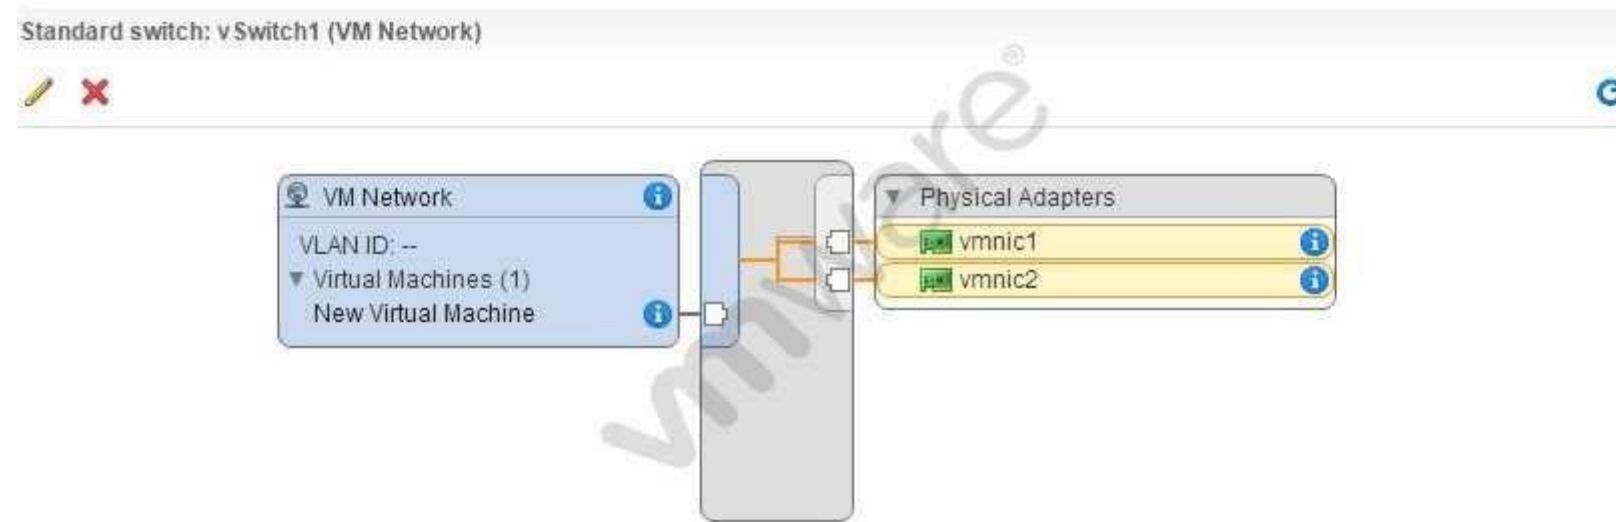 Standard switch: vSwitch1 (VM Network)
VM Network
VLAN ID: --
Virtual Machines (1)
New Virtual Machine
Physical Adapters
vmnic1
vmnic2
vmware®